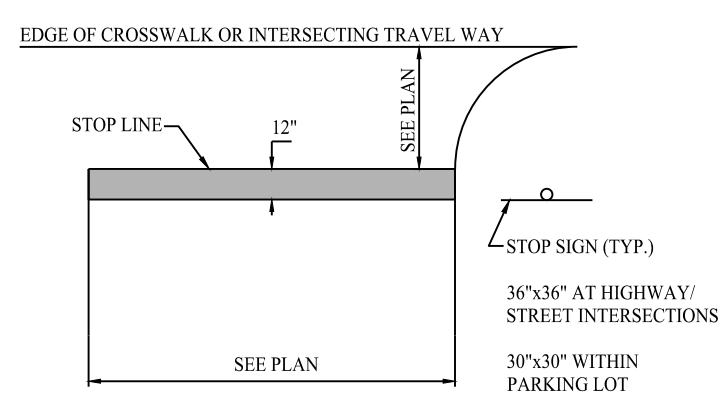 EDGE OF CROSSWALK OR INTERSECTING TRAVEL WAY
STOP LINE
12"
SEE PLAN
STOP SIGN (TYP.)
36"x36" AT HIGHWAY/
STREET INTERSECTIONS
30"x30" WITHIN
PARKING LOT
SEE PLAN